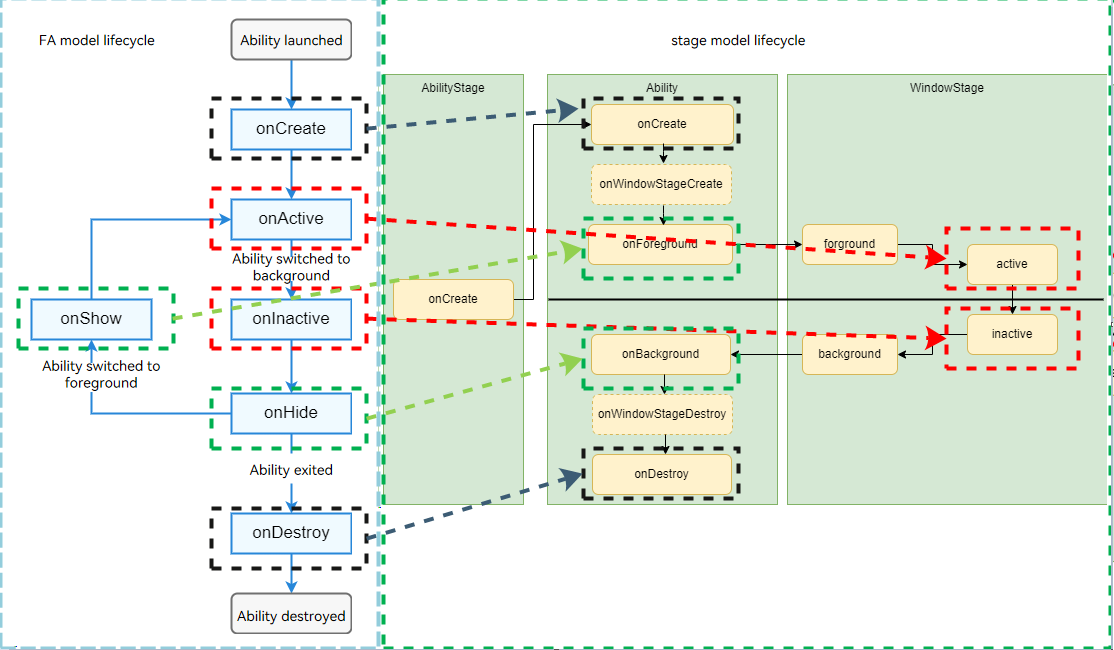 FA model lifecycle
Ability launched
onCreate
onActive
Ability switched to
background
onInactive
onShow
Ability switched to
foreground
onHide
Ability exited
onDestroy
Ability destroyed
stage model lifecycle
AbilityStage
onCreate
Ability
onCreate
onWindowStageCreate
onForeground
onBackground
onWindowStageDestroy
onDestroy
WindowStage
forground
active
inactive
background